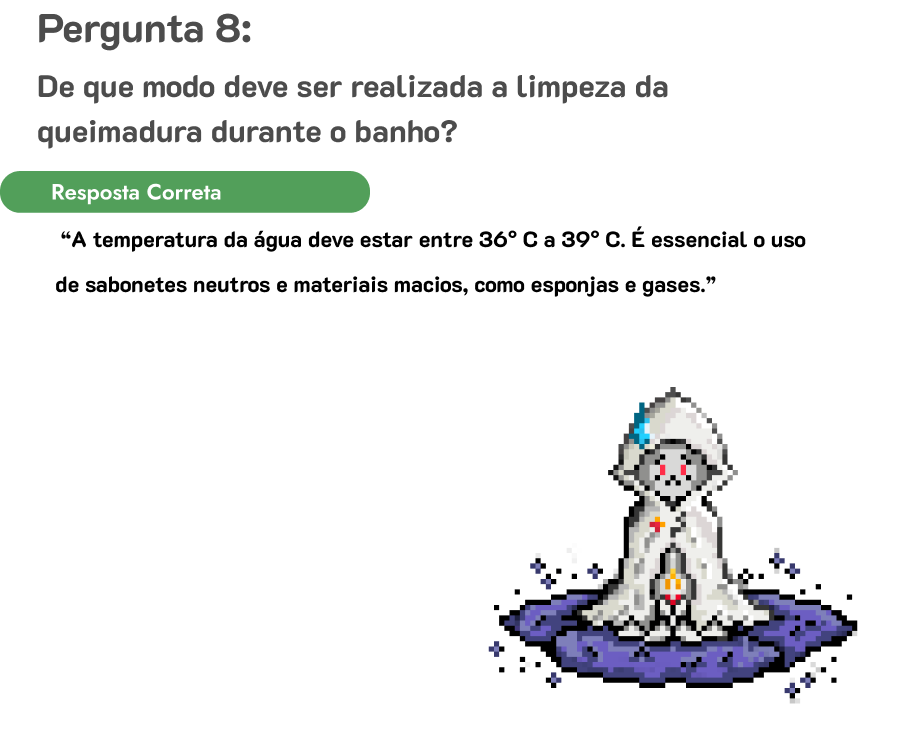 Pergunta 8:
De que modo deve ser realizada a limpeza da
queimadura durante o banho?
Resposta Correta
“A temperatura da água deve estar entre 36° C a 39° C. É essencial o uso
de sabonetes neutros e materiais macios, como esponjas e gases.”